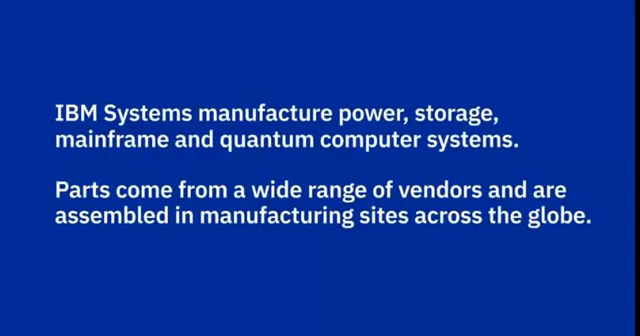 IBM Systems manufacture power, storage,
mainframe and quantum computer systems.
Parts come from a wide range of vendors and are
assembled in manufacturing sites across the globe.